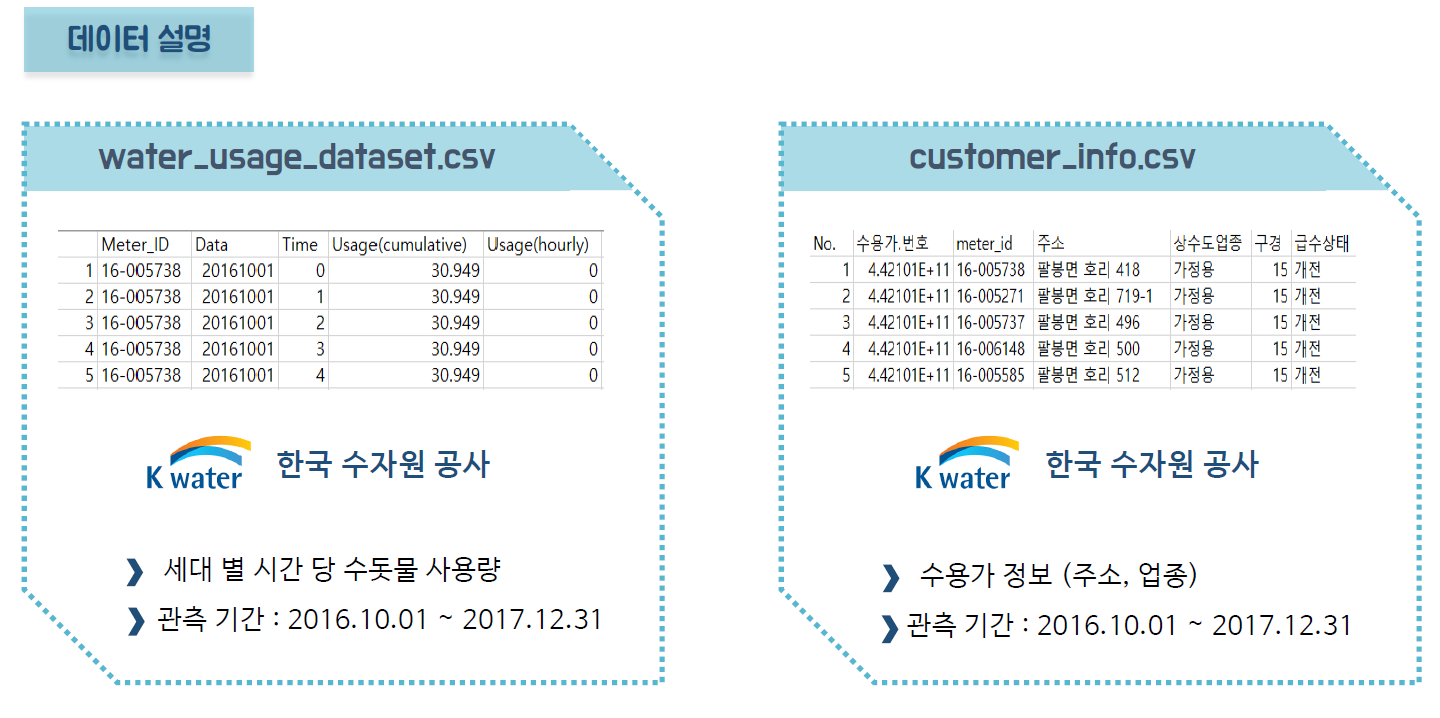 데이터 설명
water_usage_dataset.csv
Meter_ID Data Time Usage(cumulative) Usage(hourly)
1 16-005738 20161001 0 30.949 0
2 16-005738 20161001 1 30.949 0
3 16-005738 20161001 2 30.949 0
4 16-005738 20161001 3 30.949 0
5 16-005738 20161001 4 30.949 0
K water 한국 수자원 공사
❱ 세대 별 시간 당 수돗물 사용량
❱ 관측 기간 : 2016.10.01 ~ 2017.12.31
customer_info.csv
No. 수용가.번호 meter_id 주소 상수도업종 구경 급수상태
1 4.42101E+11 16-005738 팔봉면 호리 418 가정용 15 개전
2 4.42101E+11 16-005271 팔봉면 호리 719-1 가정용 15 개전
3 4.42101E+11 16-005737 팔봉면 호리 496 가정용 15 개전
4 4.42101E+11 16-006148 팔봉면 호리 500 가정용 15 개전
5 4.42101E+11 16-005585 팔봉면 호리 512 가정용 15 개전
K water 한국 수자원 공사
❱ 수용가 정보 (주소, 업종)
❱ 관측 기간 : 2016.10.01 ~ 2017.12.31